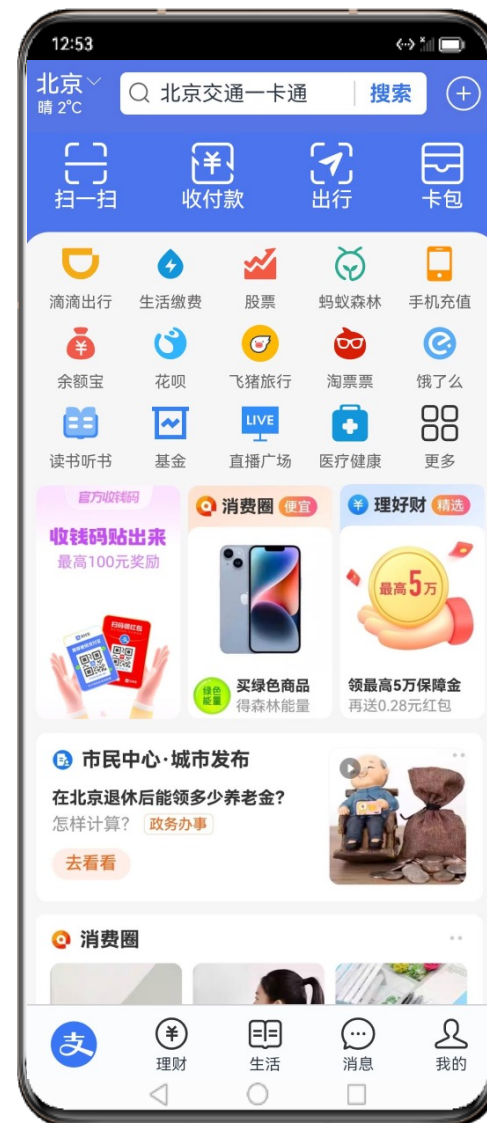 12:53
北京
晴 2°C
北京交通一卡通
搜索
扫一扫
收付款
出行
卡包
滴滴出行
生活缴费
股票
蚂蚁森林
手机充值
余额宝
花呗
飞猪旅行
淘票票
饿了么
LIVE
读书听书
基金
直播广场
医疗健康
更多
官方收钱码
收钱码贴出来
最高100元奖励
扫码领红包
消费圈 便宜
绿色能量
买绿色商品
得森林能量
理好财 精选
最高5万
领最高5万保障金
再送0.28元红包
市民中心·城市发布
在北京退休后能领多少养老金?
怎样计算? 政务办事
去看看
消费圈
支
理财
生活
消息
我的